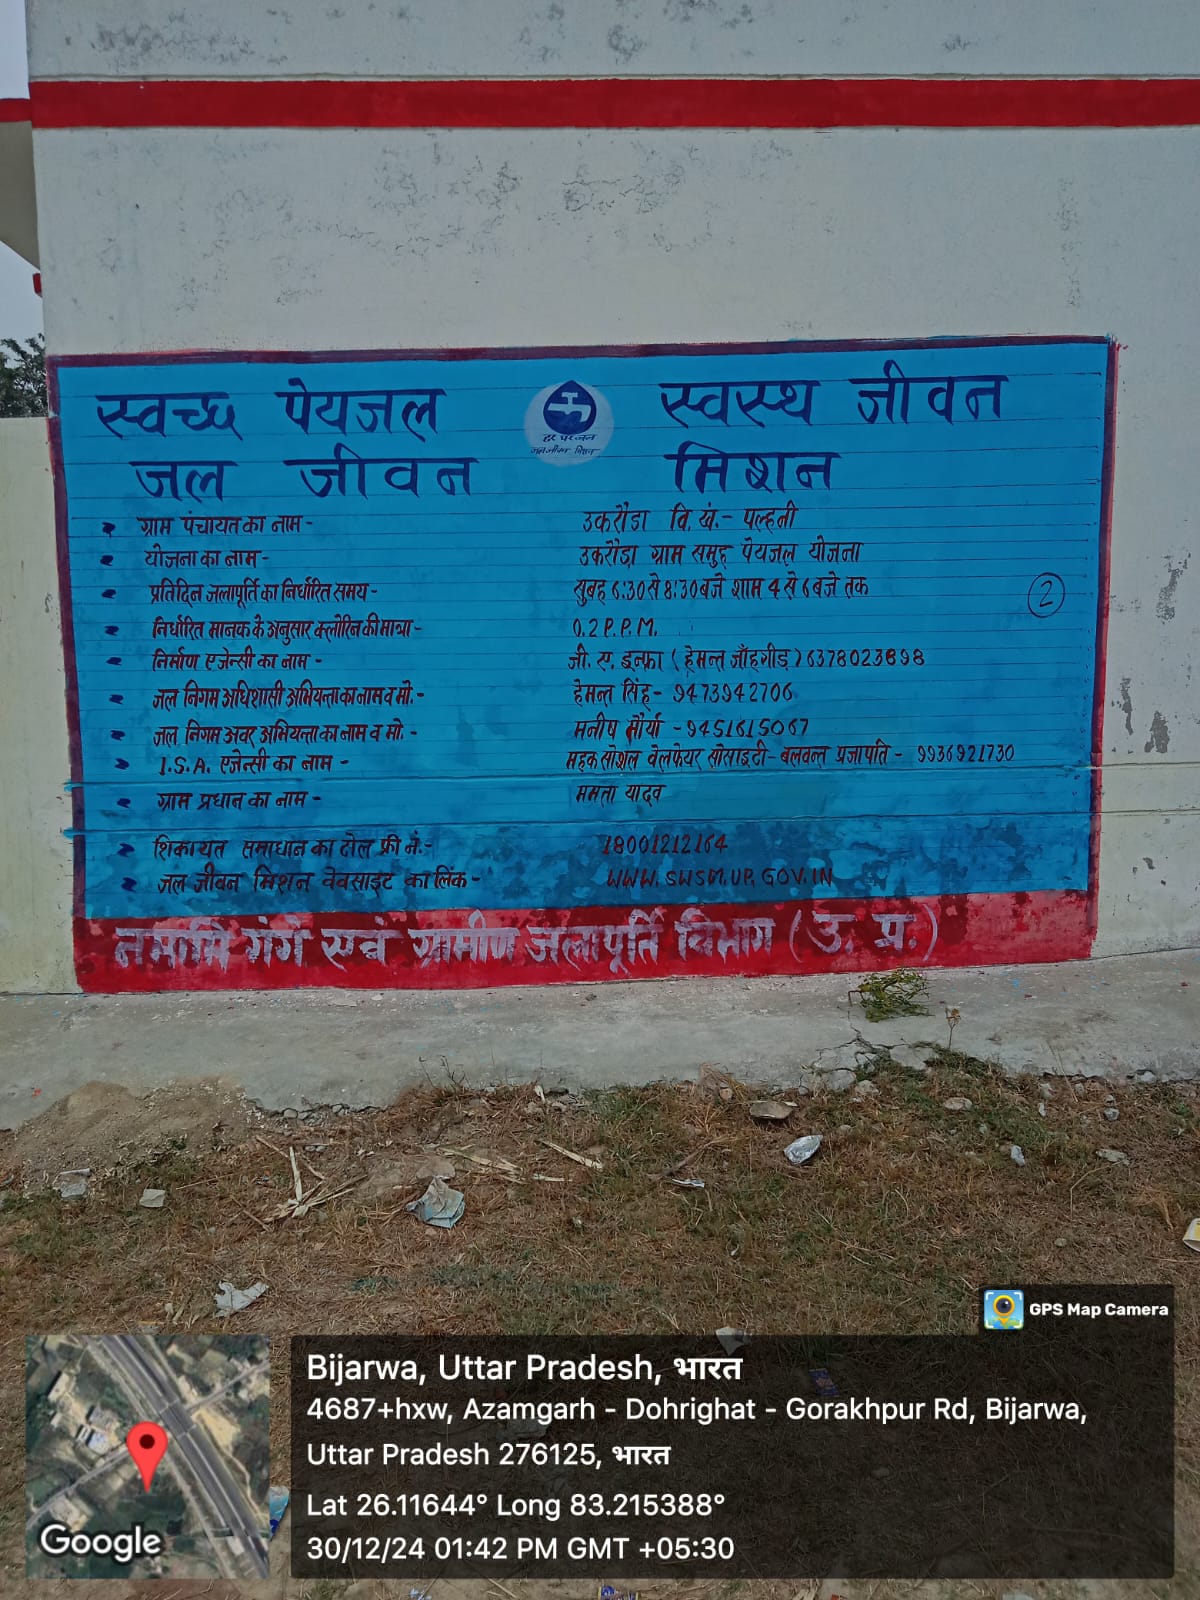 स्वच्छ पेयजल स्वस्थ जीवन
हर घर जल
जल जीवन मिशन
जल जीवन मिशन
ग्राम पंचायत का नाम - उकरौडा वि. खं. - पल्हनी
योजना का नाम - उकरौडा ग्राम समुह पेयजल योजना
प्रतिदिन जलापूर्ति का निर्धारित समय - सुबह 6:30 से 8:30 बजे शाम 4 से 6 बजे तक
2
निर्धारित मानक के अनुसार क्लोरिन की मात्रा - 0.2 P.P.M.
निर्माण एजेन्सी का नाम - जी. ए. इन्फ्रा (हेमन्त जाँहगीड़) 6378023698
जल निगम अधिशासी अभियन्ता का नाम व मो. - हेमन्त सिंह - 9473942706
जल निगम अवर अभियन्ता का नाम व मो. - मनीष मौर्या - 9451615067
I.S.A. एजेन्सी का नाम - महक सोशल वेलफेयर सोसाइटी - बलवन्त प्रजापति - 9936921730
ग्राम प्रधान का नाम - ममता यादव
शिकायत समाधान का टोल फ्री नं. - 18001212164
जल जीवन मिशन वेबसाइट का लिंक - WWW.SWSM.UP.GOV.IN
नमामि गंगे एवं ग्रामीण जलापूर्ति विभाग (उ. प्र.)
GPS Map Camera
Bijarwa, Uttar Pradesh, भारत
4687+hxw, Azamgarh - Dohrighat - Gorakhpur Rd, Bijarwa,
Uttar Pradesh 276125, भारत
Lat 26.11644° Long 83.215388°
30/12/24 01:42 PM GMT +05:30
Google